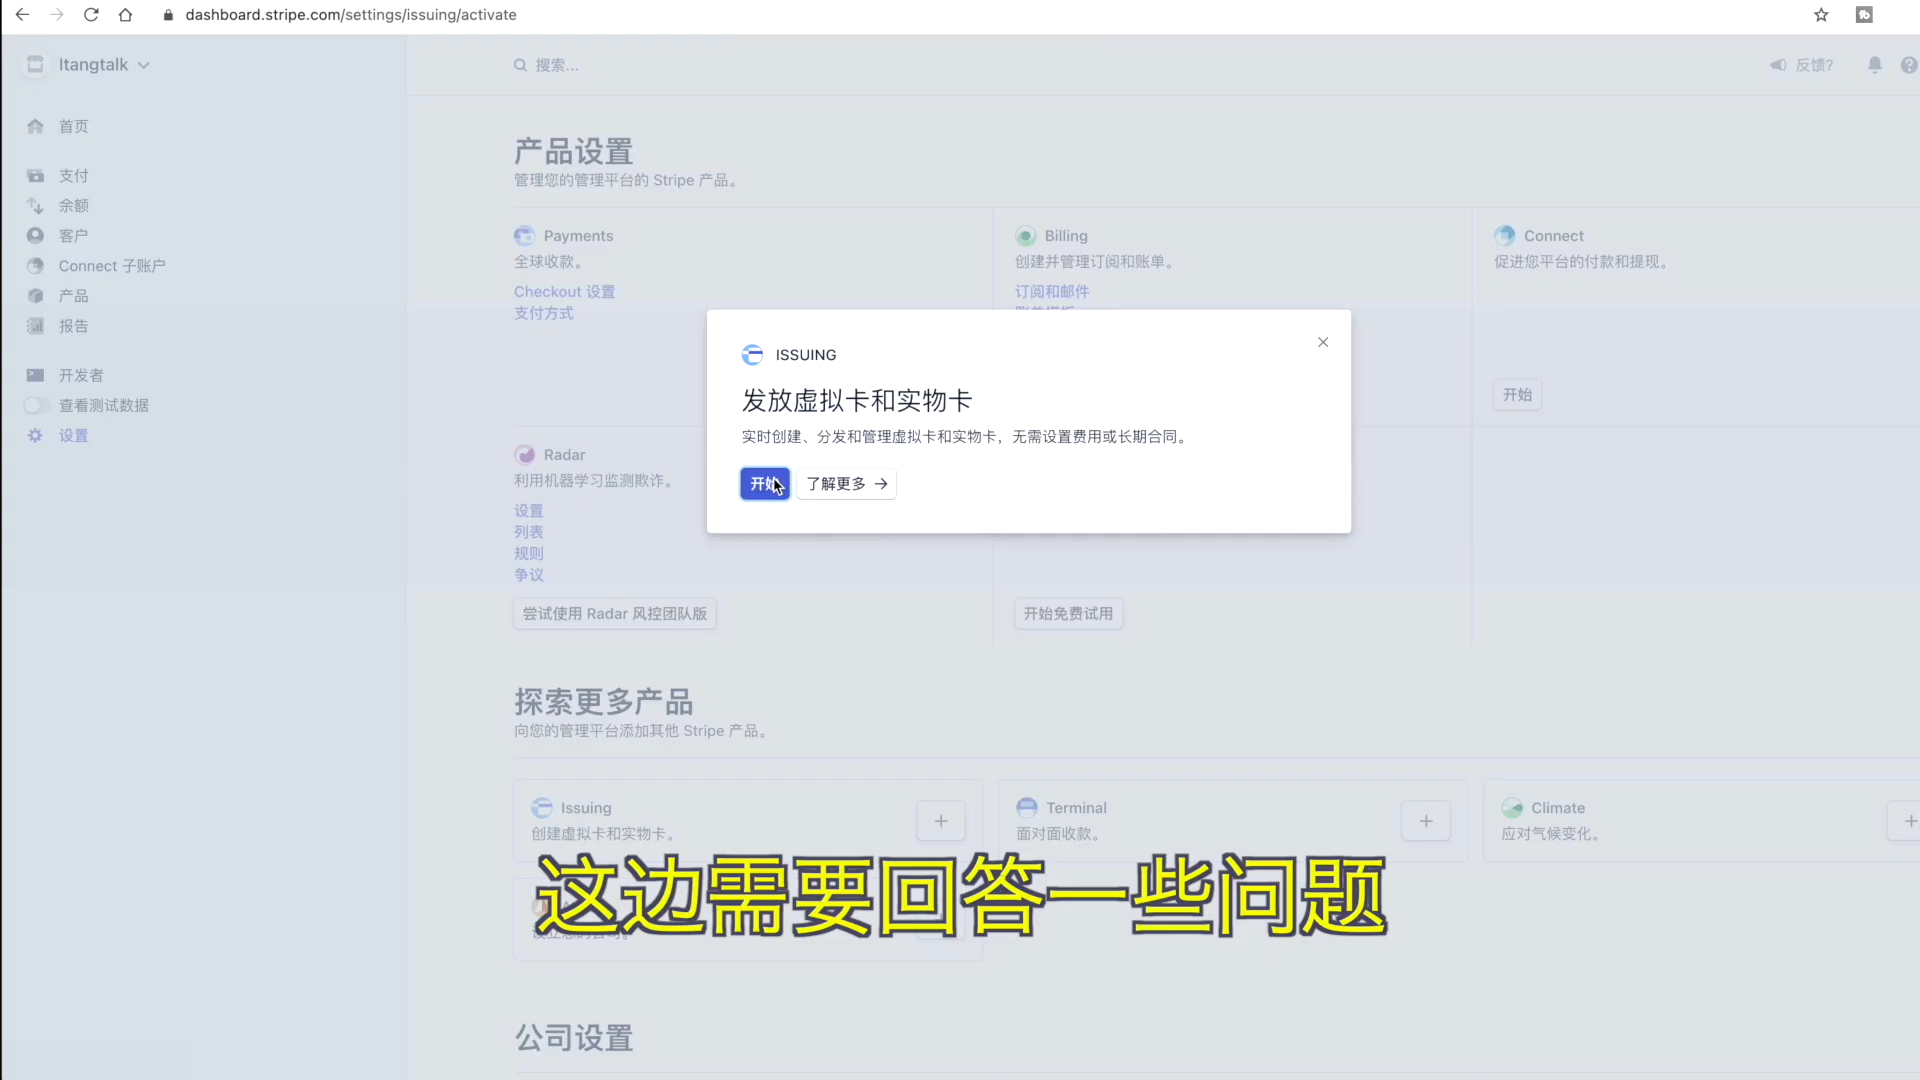 dashboard.stripe.com/settings/issuing/activate
ltangtalk
搜索...
反馈?
首页
支付
余额
客户
Connect 子账户
产品
报告
开发者
查看测试数据
设置
产品设置
管理您的管理平台的 Stripe 产品。
Payments
全球收款。
Checkout 设置
支付方式
Billing
创建并管理订阅和账单。
订阅和邮件
Connect
促进您平台的付款和提现。
开始
ISSUING
发放虚拟卡和实物卡
实时创建、分发和管理虚拟卡和实物卡，无需设置费用或长期合同。
开始
了解更多 →
Radar
利用机器学习监测欺诈。
设置
列表
规则
争议
尝试使用 Radar 风控团队版
开始免费试用
探索更多产品
向您的管理平台添加其他 Stripe 产品。
Issuing
创建虚拟卡和实物卡。
Terminal
面对面收款。
Climate
应对气候变化。
这边需要回答一些问题
公司设置